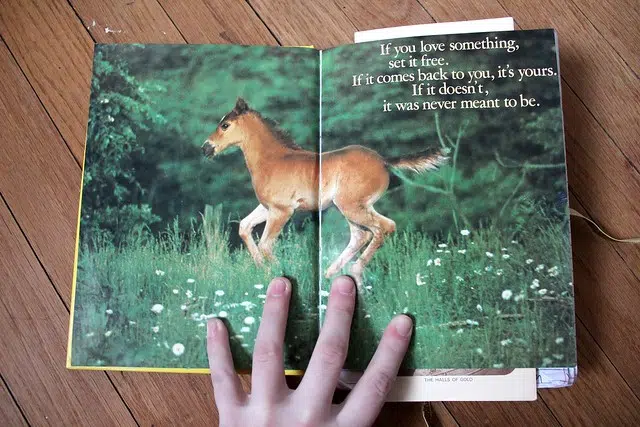 If you love something,
set it free.
If it comes back to you, it's yours.
If it doesn't,
it was never meant to be.
THE HALLS OF GOLD